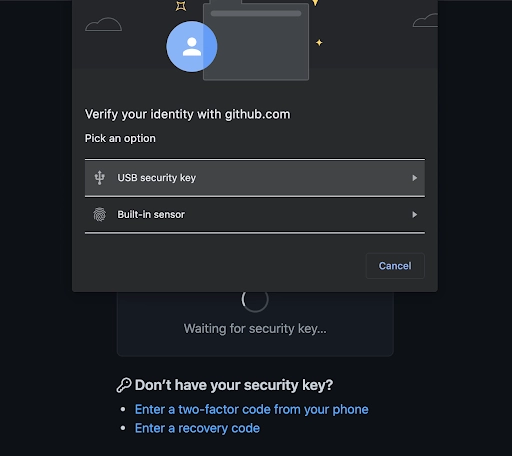 Verify your identity with github.com
Pick an option
USB security key
Built-in sensor
Cancel
Waiting for security key...
Don’t have your security key?
Enter a two-factor code from your phone
Enter a recovery code